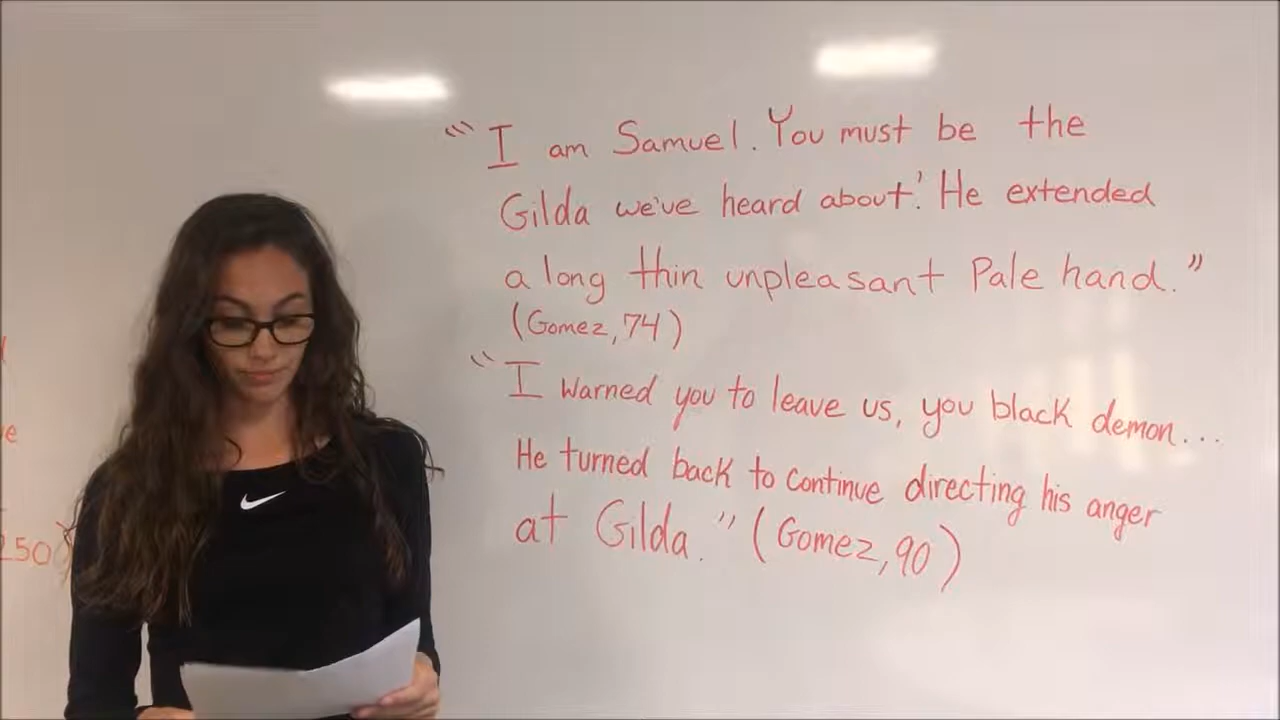 "'I am Samuel. You must be the
Gilda we've heard about.' He extended
a long thin unpleasant Pale hand."
(Gomez, 74)
"I warned you to leave us, you black demon...
He turned back to continue directing his anger
at Gilda." (Gomez, 90)
e
250)